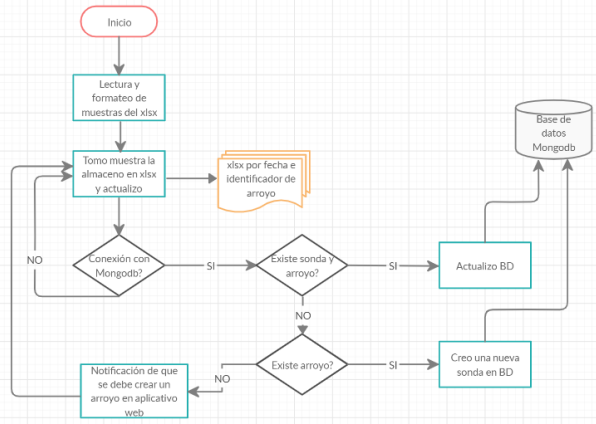 Inicio
Lectura y
formateo de
muestras del xlsx
Base de
datos
Mongodb
Tomo muestra la
almaceno en xlsx
y actualizo
xlsx por fecha e
identificador de
arroyo
NO
Conexión con
Mongodb?
SI
Existe sonda y
arroyo?
SI
Actualizo BD
NO
Existe arroyo?
SI
Creo una nueva
sonda en BD
NO
Notificación de que
se debe crear un
arroyo en aplicativo
web